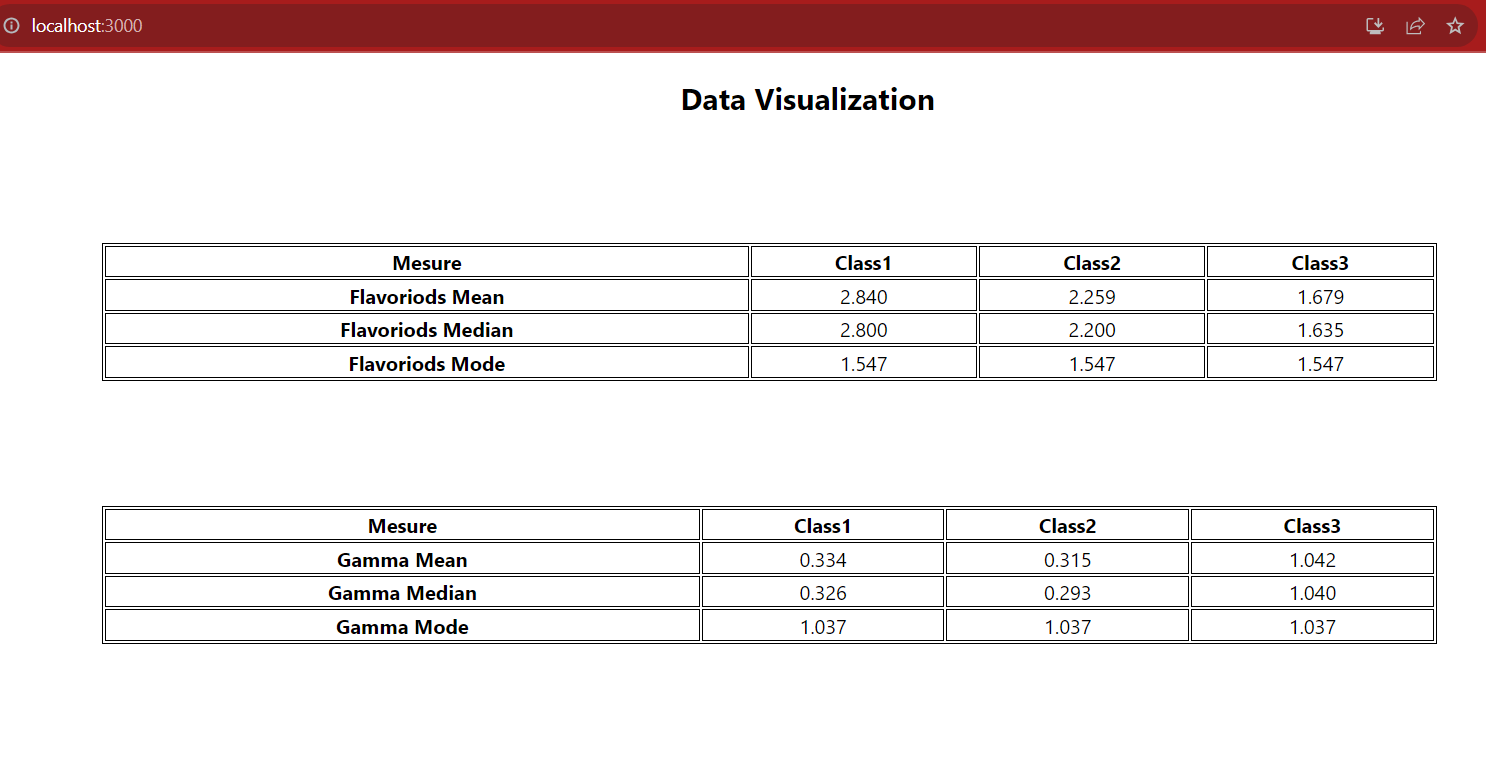 localhost:3000
Data Visualization
Mesure Class1 Class2 Class3
Flavoriods Mean 2.840 2.259 1.679
Flavoriods Median 2.800 2.200 1.635
Flavoriods Mode 1.547 1.547 1.547
Mesure Class1 Class2 Class3
Gamma Mean 0.334 0.315 1.042
Gamma Median 0.326 0.293 1.040
Gamma Mode 1.037 1.037 1.037